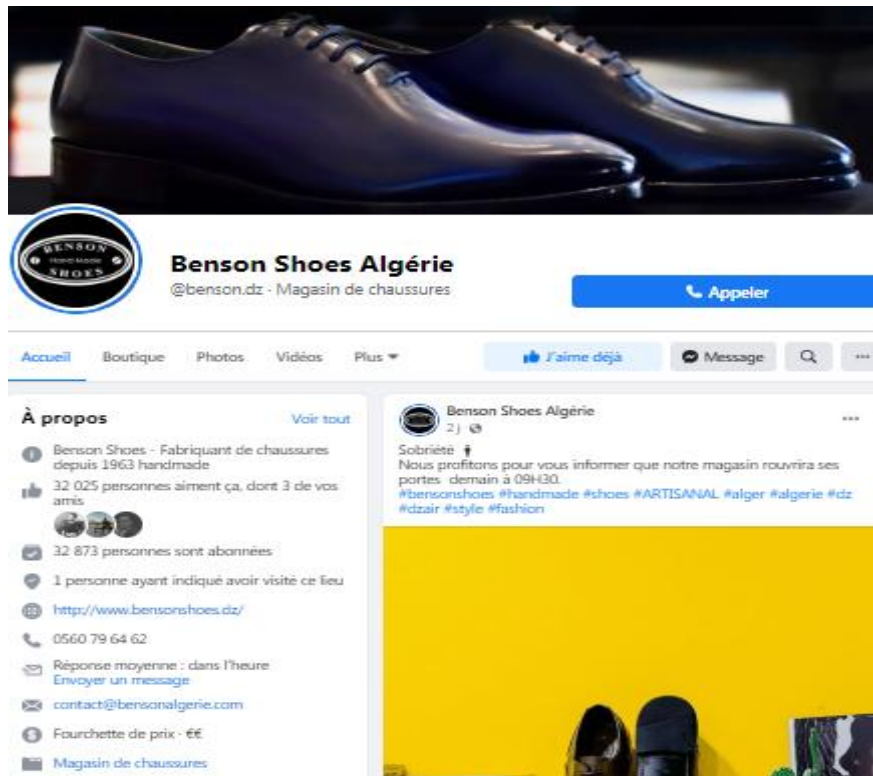 BENSON
Hand Made
SHOES
Benson Shoes Algérie
@benson.dz · Magasin de chaussures
Appeler
Accueil Boutique Photos Vidéos Plus
J'aime déjà Message
À propos Voir tout
Benson Shoes - Fabriquant de chaussures
depuis 1963 handmade
32 025 personnes aiment ça, dont 3 de vos
amis
32 873 personnes sont abonnées
1 personne ayant indiqué avoir visité ce lieu
http://www.bensonshoes.dz/
0560 79 64 62
Réponse moyenne : dans l'heure
Envoyer un message
contact@bensonalgerie.com
Fourchette de prix · €€
Magasin de chaussures
Benson Shoes Algérie
2 j
Sobriété
Nous profitons pour vous informer que notre magasin rouvrira ses
portes demain à 09H30.
#bensonshoes #handmade #shoes #ARTISANAL #alger #algerie #dz
#dzair #style #fashion